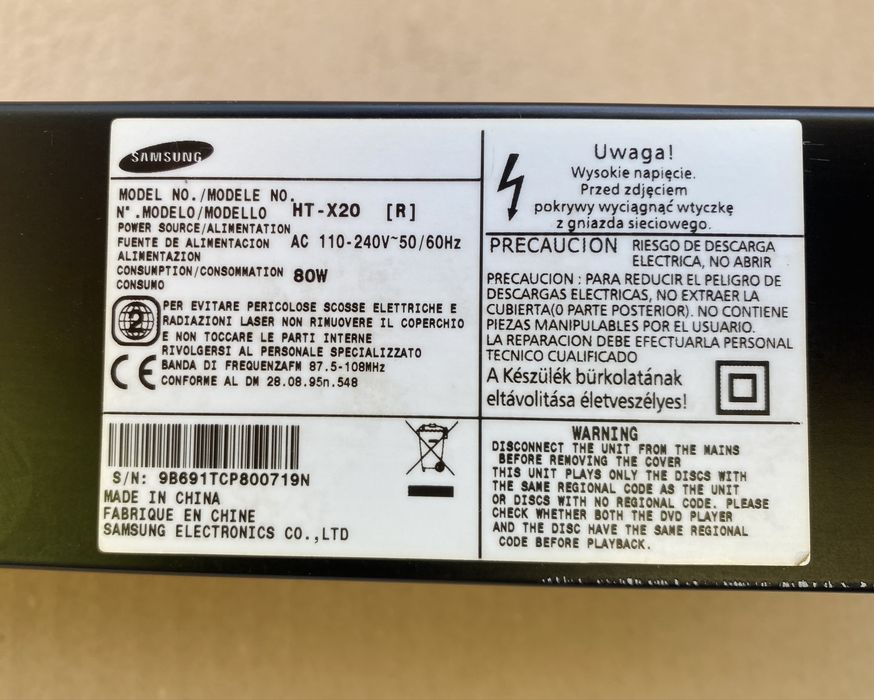 SAMSUNG
MODEL NO./MODELE NO.
N°.MODELO/MODELLO HT-X20 [R]
POWER SOURCE/ALIMENTATION
FUENTE DE ALIMENTACION AC 110-240V~50/60Hz
ALIMENTAZION
CONSUMPTION/CONSOMMATION 80W
CONSUMO
2
PER EVITARE PERICOLOSE SCOSSE ELETTRICHE E
RADIAZIONI LASER NON RIMUOVERE IL COPERCHIO
E NON TOCCARE LE PARTI INTERNE
RIVOLGERSI AL PERSONALE SPECIALIZZATO
BANDA DI FREQUENZAFM 87.5-108MHz
CONFORME AL DM 28.08.95n.548
CE
S/N: 9B691TCP800719N
MADE IN CHINA
FABRIQUE EN CHINE
SAMSUNG ELECTRONICS CO.,LTD
Uwaga!
Wysokie napięcie.
Przed zdjęciem
pokrywy wyciągnąć wtyczkę
z gniazda sieciowego.
PRECAUCION RIESGO DE DESCARGA
ELECTRICA, NO ABRIR
PRECAUCION : PARA REDUCIR EL PELIGRO DE
DESCARGAS ELECTRICAS, NO EXTRAER LA
CUBIERTA(O PARTE POSTERIOR). NO CONTIENE
PIEZAS MANIPULABLES POR EL USUARIO.
LA REPARACION DEBE EFECTUARLA PERSONAL
TECNICO CUALIFICADO
A Készülék bürkolatának
eltávolitása életveszélyes!
WARNING
DISCONNECT THE UNIT FROM THE MAINS
BEFORE REMOVING THE COVER
THIS UNIT PLAYS ONLY THE DISCS WITH
THE SAME REGIONAL CODE AS THE UNIT
OR DISCS WITH NO REGIONAL CODE. PLEASE
CHECK WHETHER BOTH THE DVD PLAYER
AND THE DISC HAVE THE SAME REGIONAL
CODE BEFORE PLAYBACK.